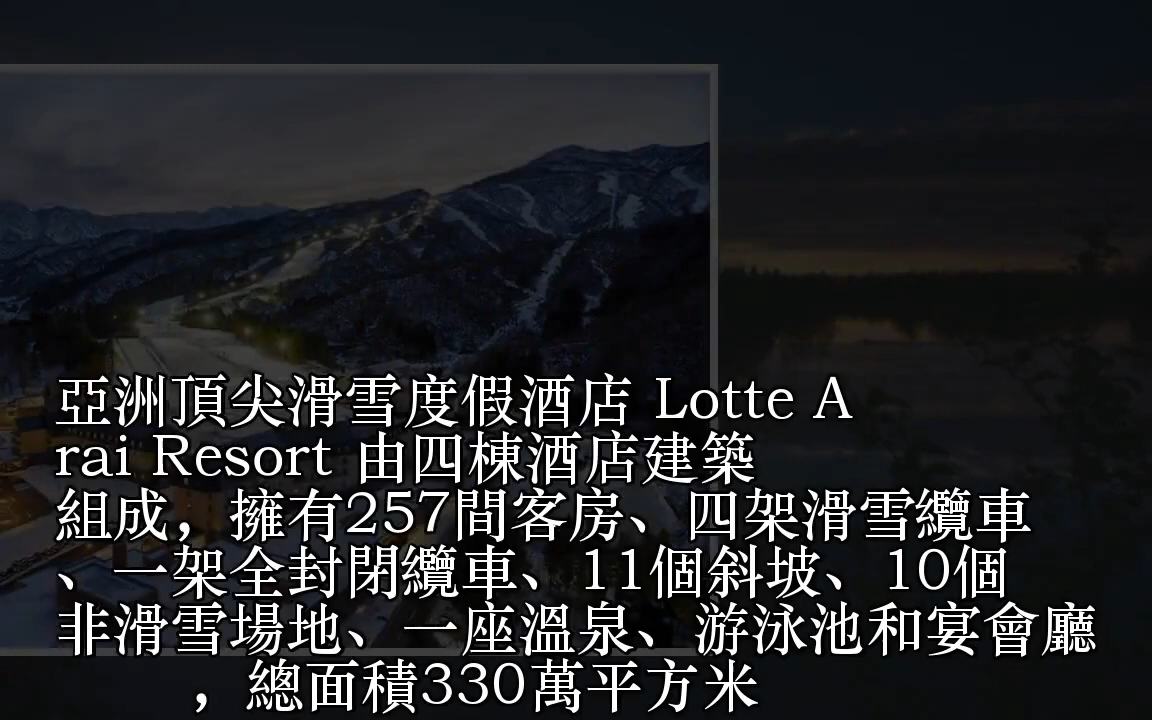 亞洲頂尖滑雪度假酒店 Lotte A
rai Resort 由四棟酒店建築
組成，擁有257間客房、四架滑雪纜車
、一架全封閉纜車、11個斜坡、10個
非滑雪場地、一座溫泉、游泳池和宴會廳
，總面積330萬平方米